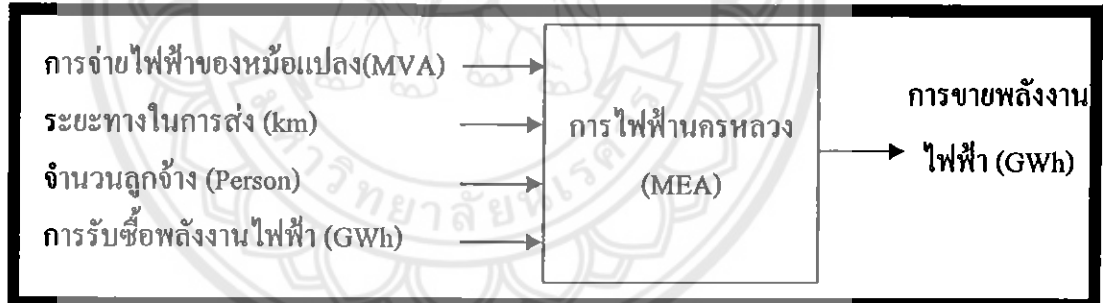 การจ่ายไฟฟ้าของหม้อแปลง(MVA)
ระยะทางในการส่ง (km)
จำนวนลูกจ้าง (Person)
การรับซื้อพลังงานไฟฟ้า (GWh)
การไฟฟ้านครหลวง
(MEA)
การขายพลังงาน
ไฟฟ้า (GWh)